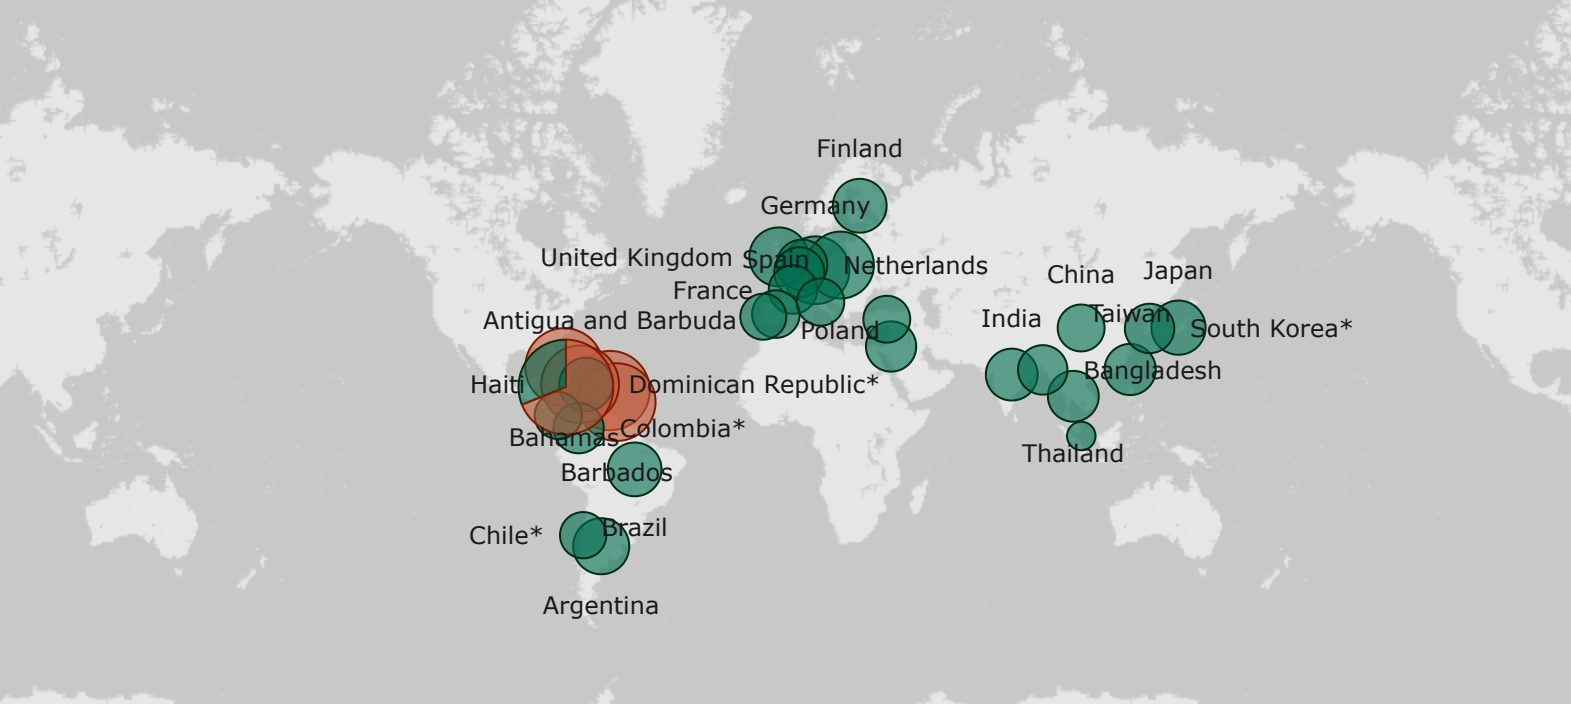 Finland
Germany
United Kingdom
Spain
Netherlands
China
Japan
France
India
Taiwan
Antigua and Barbuda
Poland
South Korea*
Bangladesh
Haiti
Dominican Republic*
Colombia*
Bahamas
Thailand
Barbados
Chile*
Brazil
Argentina